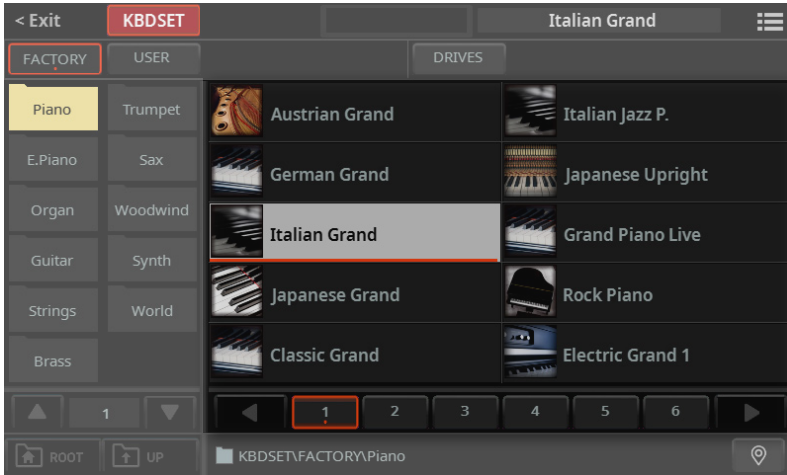 < Exit KBDSET Italian Grand
FACTORY USER DRIVES
Piano Trumpet
E.Piano Sax
Organ Woodwind
Guitar Synth
Strings World
Brass
Austrian Grand Italian Jazz P.
German Grand Japanese Upright
Italian Grand Grand Piano Live
Japanese Grand Rock Piano
Classic Grand Electric Grand 1
1 1 2 3 4 5 6
ROOT UP KBDSET\FACTORY\Piano